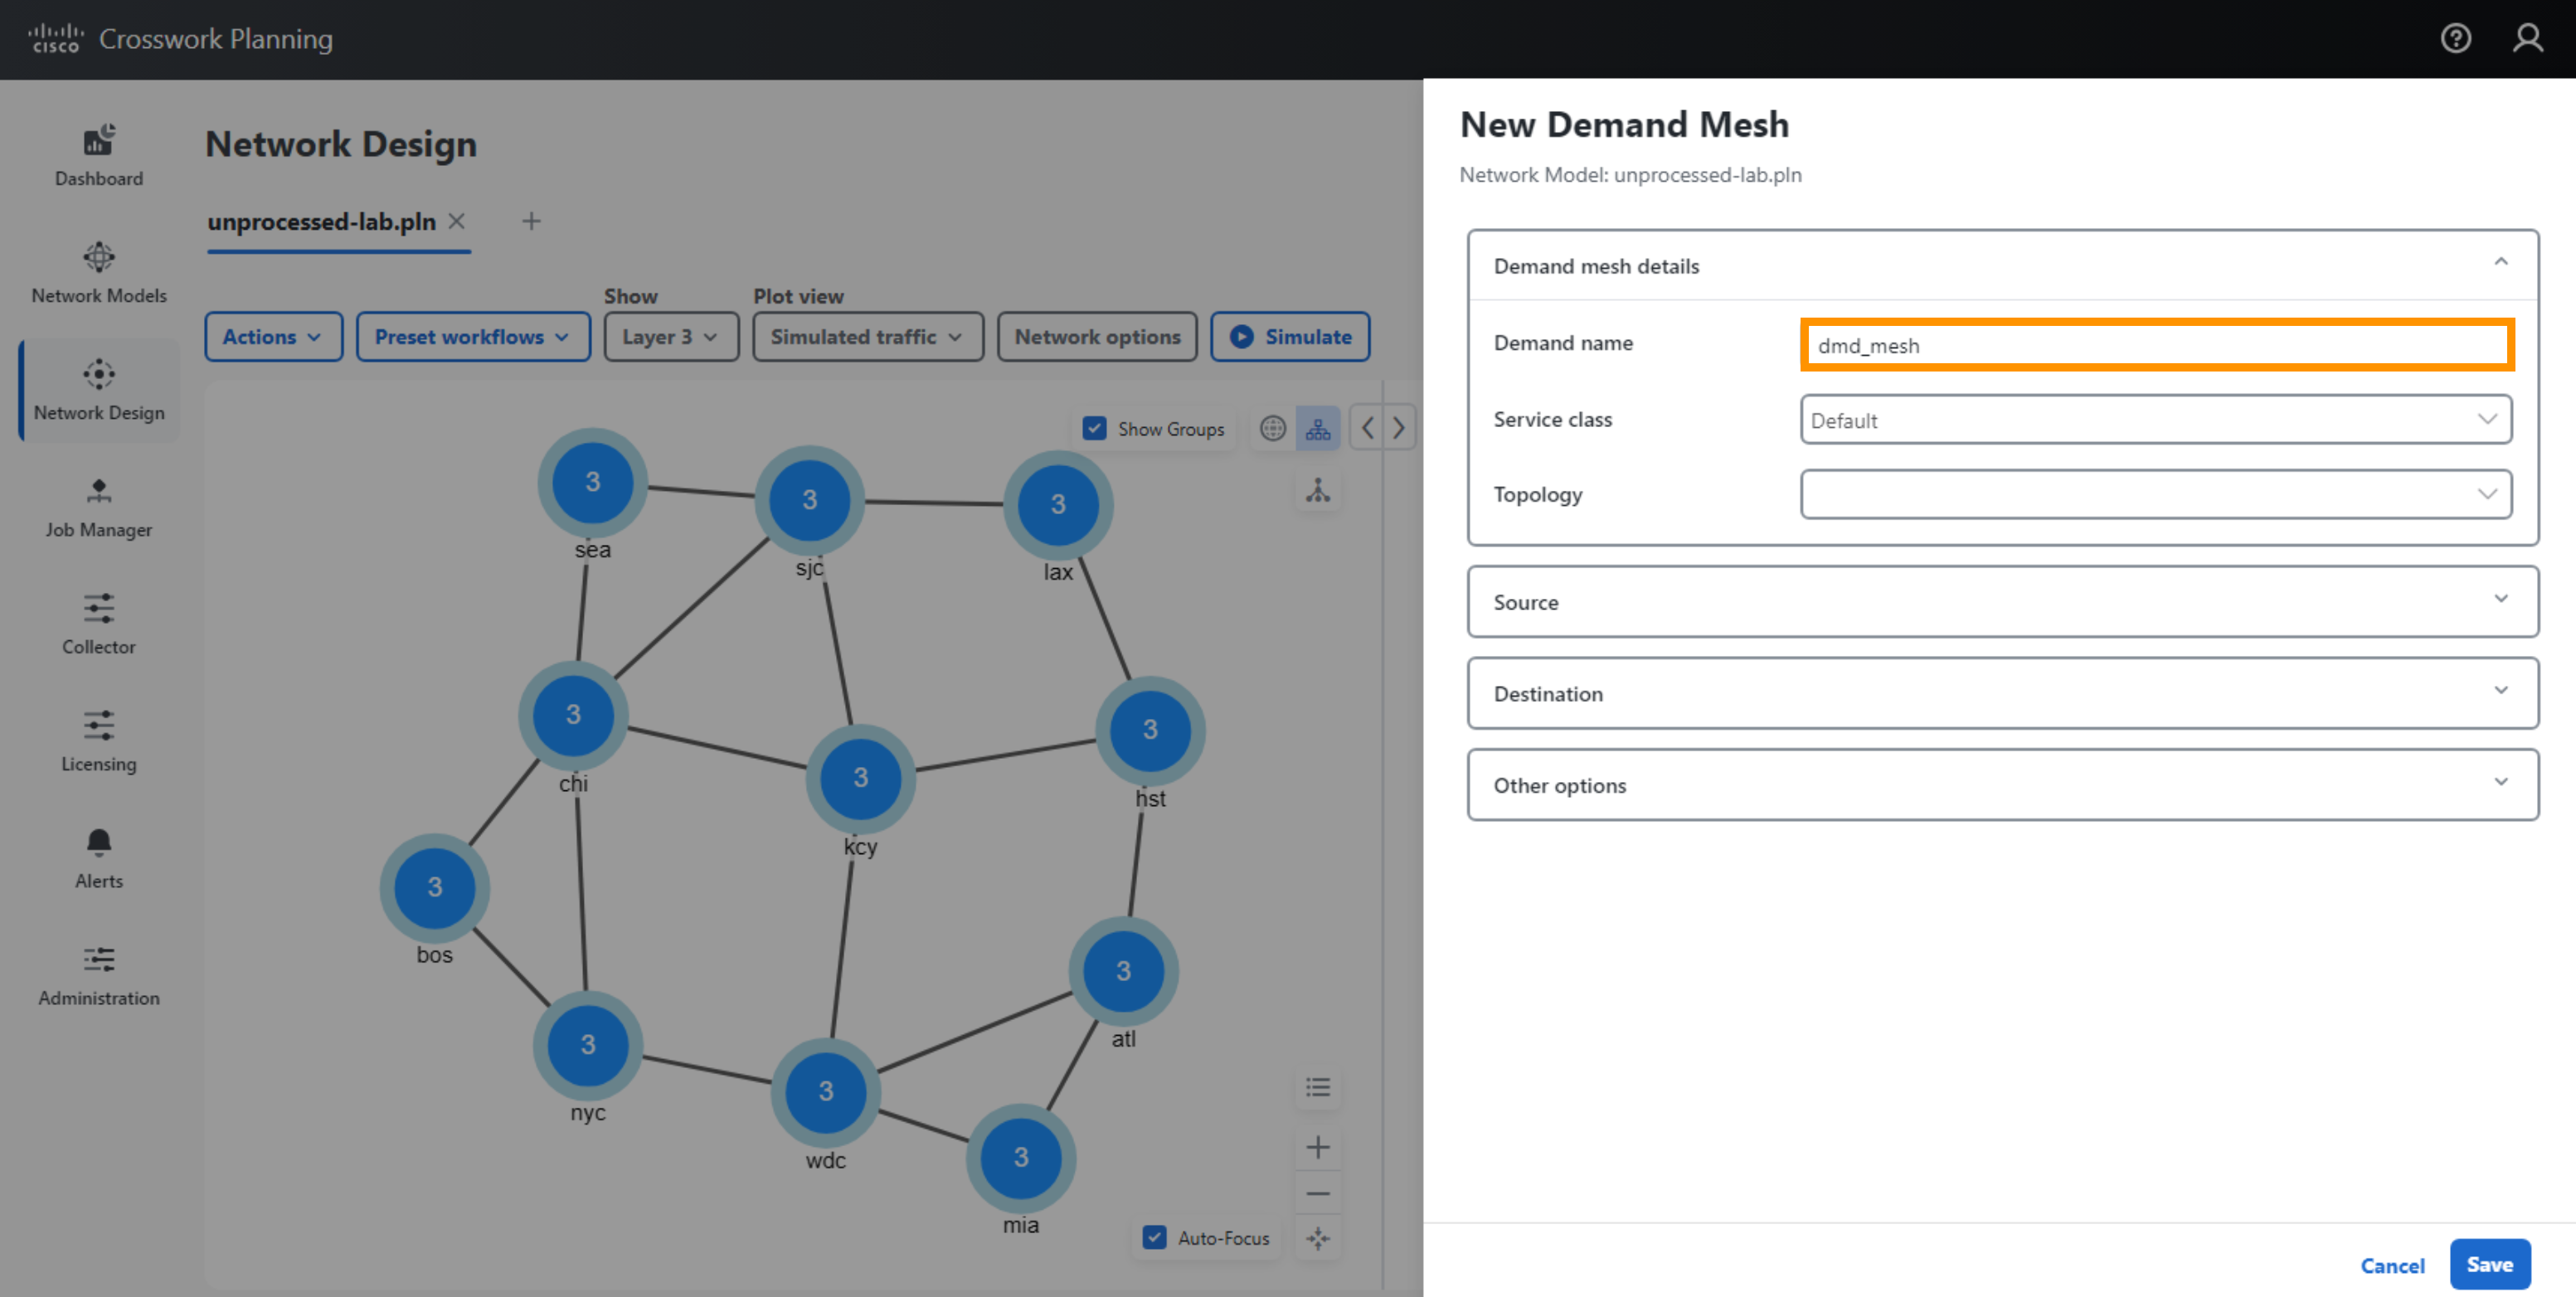 cisco Crosswork Planning
Dashboard
Network Models
Network Design
Job Manager
Collector
Licensing
Alerts
Administration
Network Design
unprocessed-lab.pln
Show
Plot view
Actions
Preset workflows
Layer 3
Simulated traffic
Network options
Simulate
Show Groups
3
sea
3
sjc
3
lax
3
chi
3
kcy
3
hst
3
bos
3
nyc
3
wdc
3
atl
3
mia
Auto-Focus
New Demand Mesh
Network Model: unprocessed-lab.pln
Demand mesh details
Demand name
dmd_mesh
Service class
Default
Topology
Source
Destination
Other options
Cancel
Save